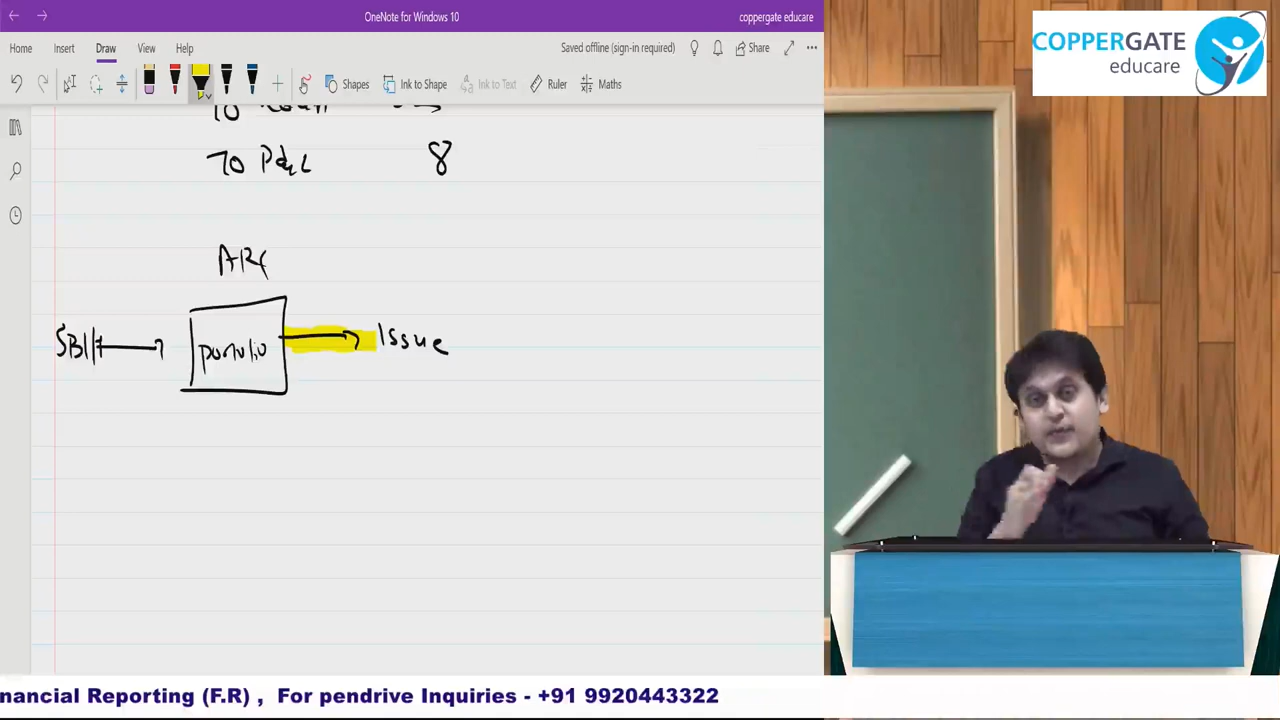 OneNote for Windows 10
coppergate educare
Home Insert Draw View Help
Saved offline (sign-in required)
Share
Shapes
Ink to Shape
Ink to Text
Ruler
Maths
COPPERGATE
educare
10
70 8
ARC
SBI
Issue
nancial Reporting (F.R) , For pendrive Inquiries - +91 9920443322